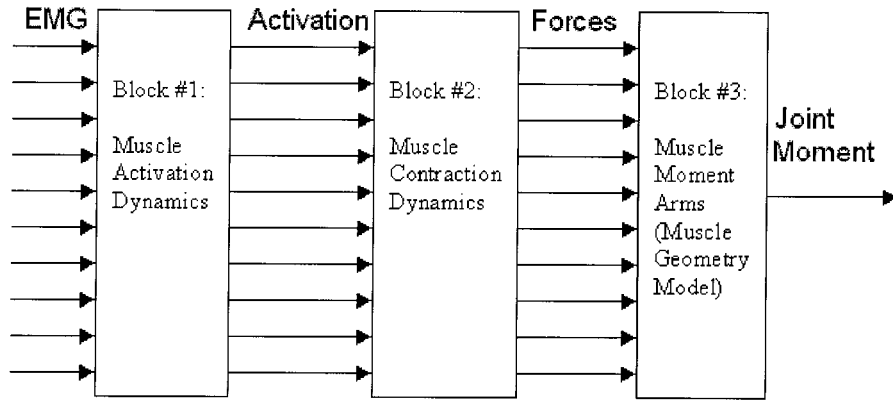 EMG
Activation
Forces
Block #1:
Muscle
Activation
Dynamics
Block #2:
Muscle
Contraction
Dynamics
Block #3:
Muscle
Moment
Arms
(Muscle
Geometry
Model)
Joint
Moment